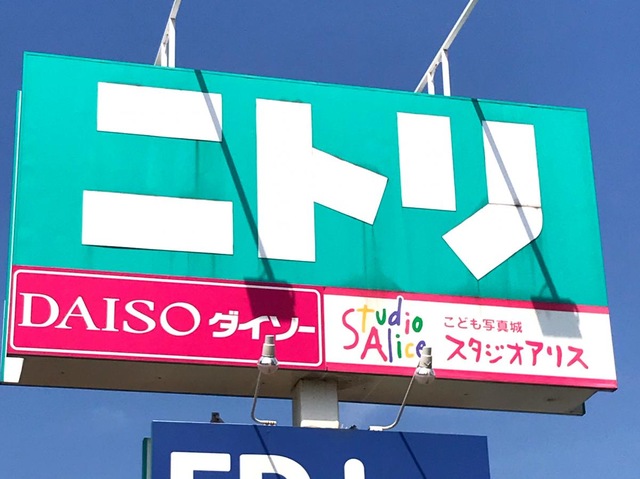 ニトリ
DAISO ダイソー
Studio Alice
こども写真城
スタジオアリス